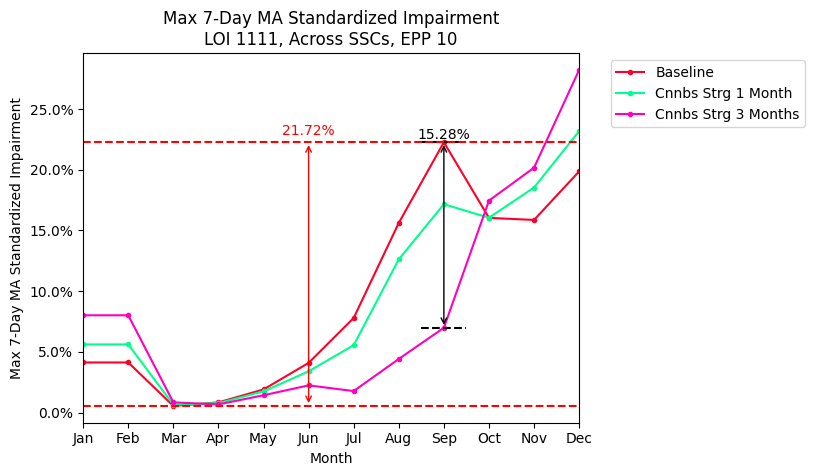 Max 7-Day MA Standardized Impairment
LOI 1111, Across SSCs, EPP 10
Max 7-Day MA Standardized Impairment
25.0%
20.0%
15.0%
10.0%
5.0%
0.0%
21.72%
15.28%
Jan Feb Mar Apr May Jun Jul Aug Sep Oct Nov Dec
Month
Baseline
Cnnbs Strg 1 Month
Cnnbs Strg 3 Months